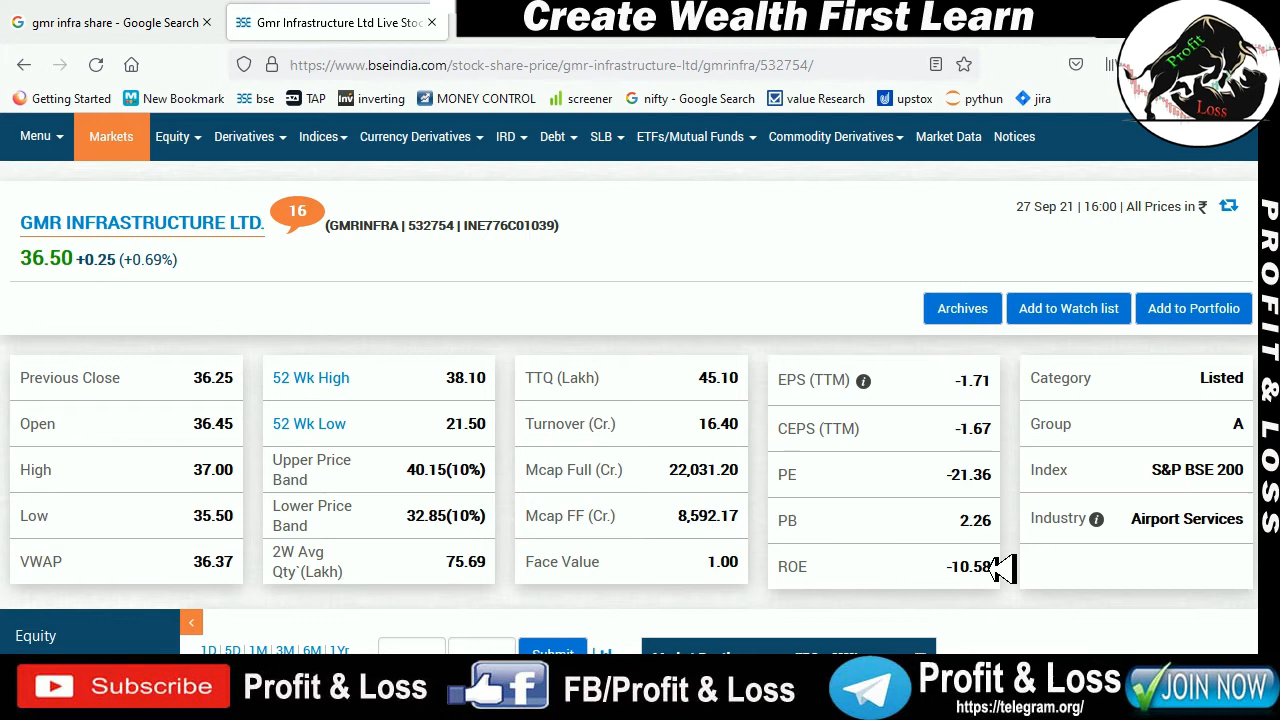 gmr infra share - Google Search
Gmr Infrastructure Ltd Live Stoc
Create Wealth First Learn
https://www.bseindia.com/stock-share-price/gmr-infrastructure-ltd/gmrinfra/532754/
Profit
Loss
Getting Started
New Bookmark
bse
TAP
inverting
MONEY CONTROL
screener
nifty - Google Search
value Research
upstox
pythun
jira
Menu
Markets
Equity
Derivatives
Indices
Currency Derivatives
IRD
Debt
SLB
ETFs/Mutual Funds
Commodity Derivatives
Market Data
Notices
GMR INFRASTRUCTURE LTD.
16
(GMRINFRA | 532754 | INE776C01039)
27 Sep 21 | 16:00 | All Prices in ₹
36.50 +0.25 (+0.69%)
Archives
Add to Watch list
Add to Portfolio
Previous Close 36.25
Open 36.45
High 37.00
Low 35.50
VWAP 36.37
52 Wk High 38.10
52 Wk Low 21.50
Upper Price
Band 40.15(10%)
Lower Price
Band 32.85(10%)
2W Avg
Qty`(Lakh) 75.69
TTQ (Lakh) 45.10
Turnover (Cr.) 16.40
Mcap Full (Cr.) 22,031.20
Mcap FF (Cr.) 8,592.17
Face Value 1.00
EPS (TTM) -1.71
CEPS (TTM) -1.67
PE -21.36
PB 2.26
ROE -10.58
Category Listed
Group A
Index S&P BSE 200
Industry Airport Services
PROFIT & LOSS
Equity
1D | 5D | 1M | 3M | 6M | 1Yr
Submit
Subscribe
Profit & Loss
FB/Profit & Loss
Profit & Loss
https://telegram.org/
JOIN NOW